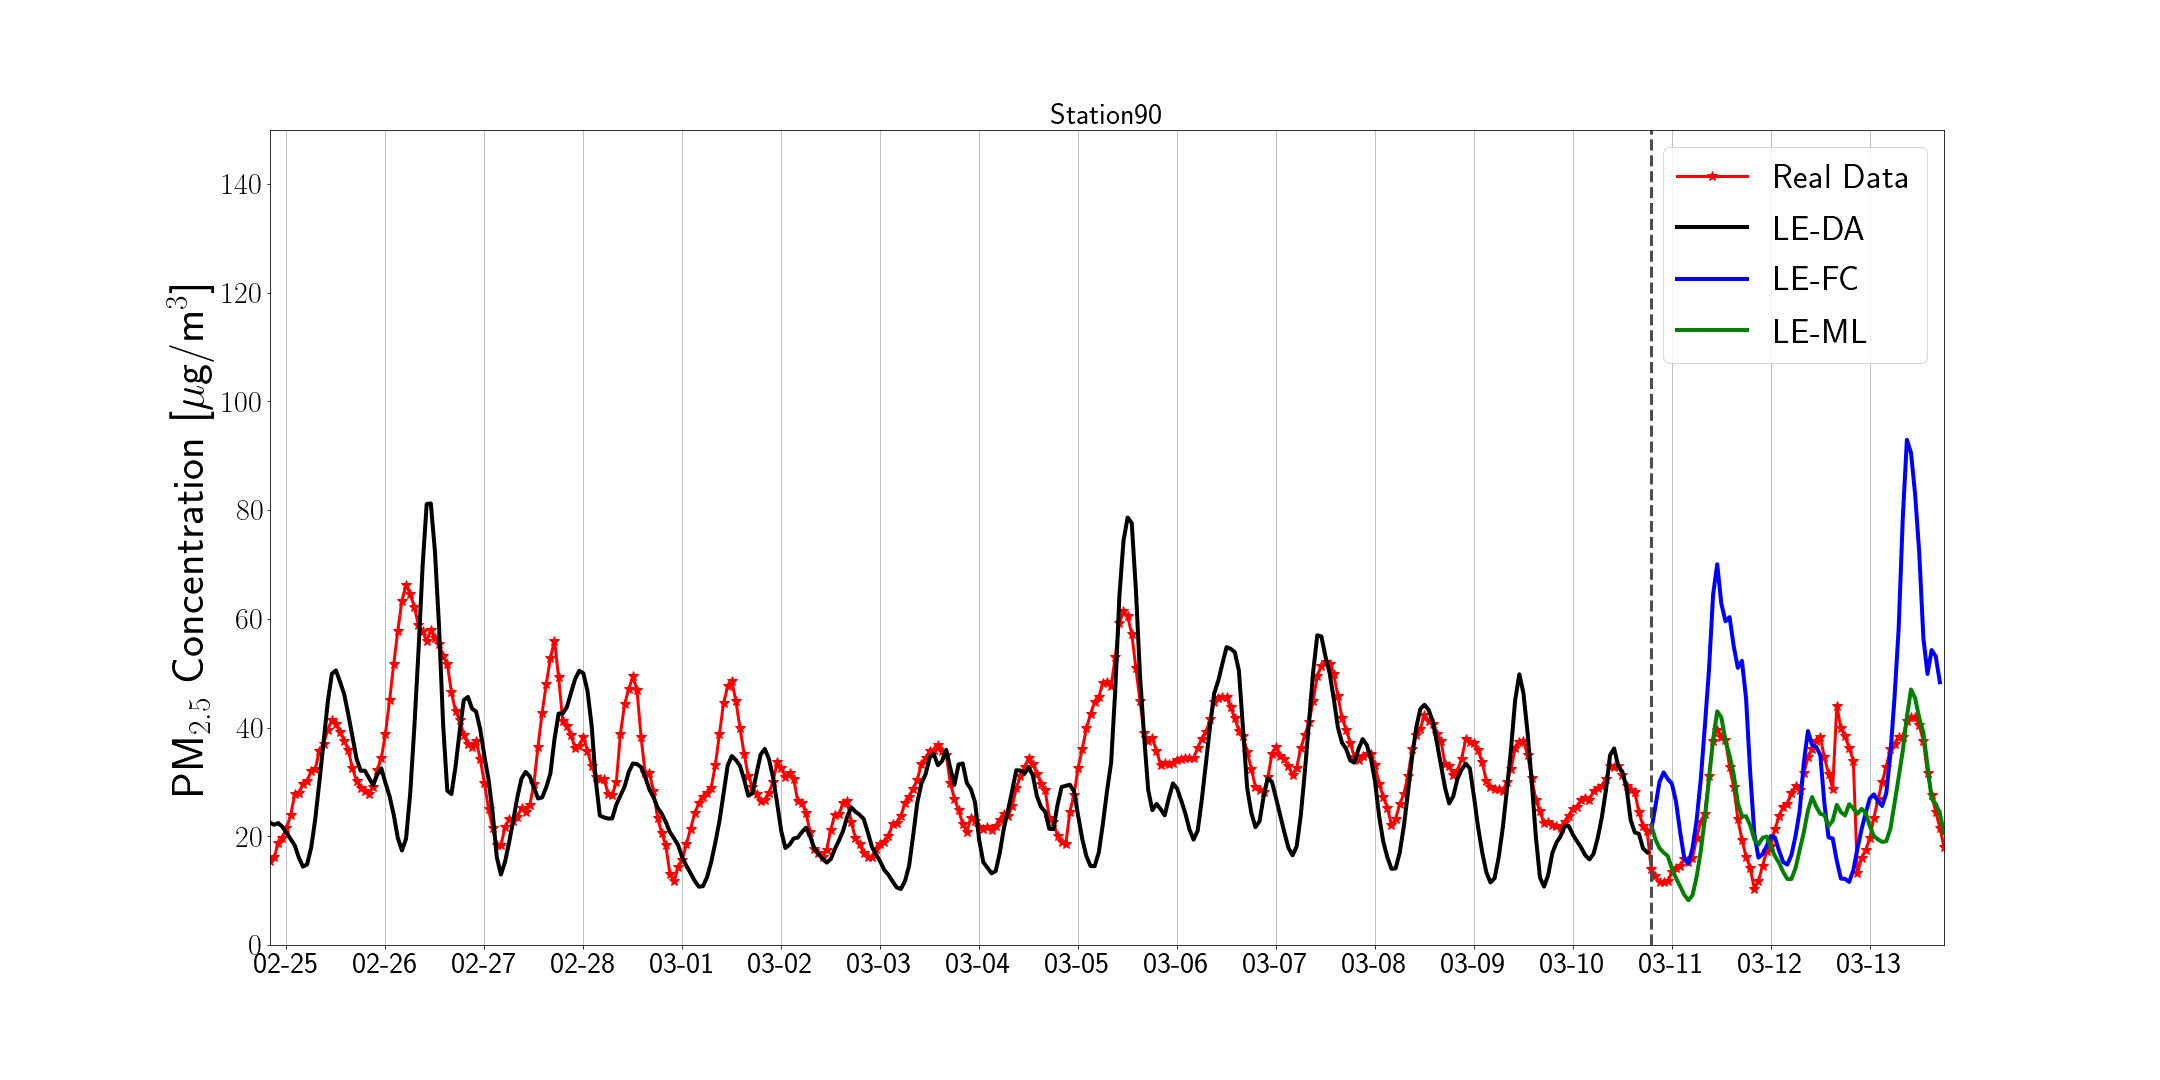 Station90
PM2.5 Concentration [μg/m³]
140
120
100
80
60
40
20
0
02-25 02-26 02-27 02-28 03-01 03-02 03-03 03-04 03-05 03-06 03-07 03-08 03-09 03-10 03-11 03-12 03-13
Real Data
LE-DA
LE-FC
LE-ML